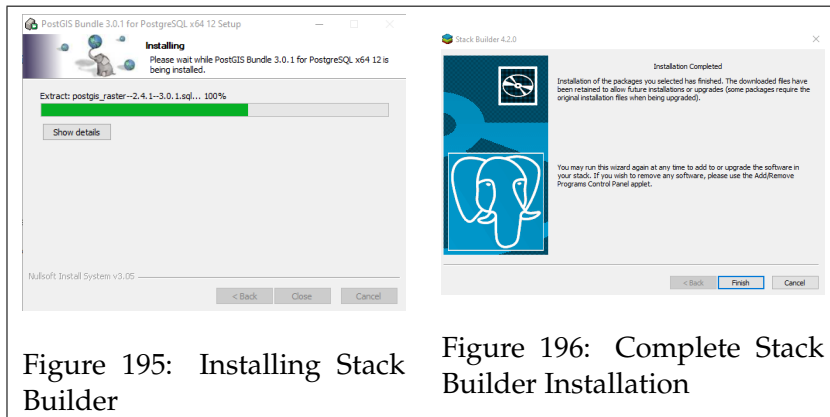 PostGIS Bundle 3.0.1 for PostgreSQL x64 12 Setup
Installing
Please wait while PostGIS Bundle 3.0.1 for PostgreSQL x64 12 is
being installed.
Extract: postgis_raster--2.4.1--3.0.1.sql... 100%
Show details
Nullsoft Install System v3.05
< Back Close Cancel
Figure 195: Installing Stack
Builder
Stack Builder 4.2.0
Installation Completed
Installation of the packages you selected has finished. The downloaded files have
been retained to allow future installations or upgrades (some packages require the
original installation files when being upgraded).
You may run this wizard again at any time to add to or upgrade the software in
your stack. If you wish to remove any software, please use the Add/Remove
Programs Control Panel applet.
< Back Finish Cancel
Figure 196: Complete Stack
Builder Installation